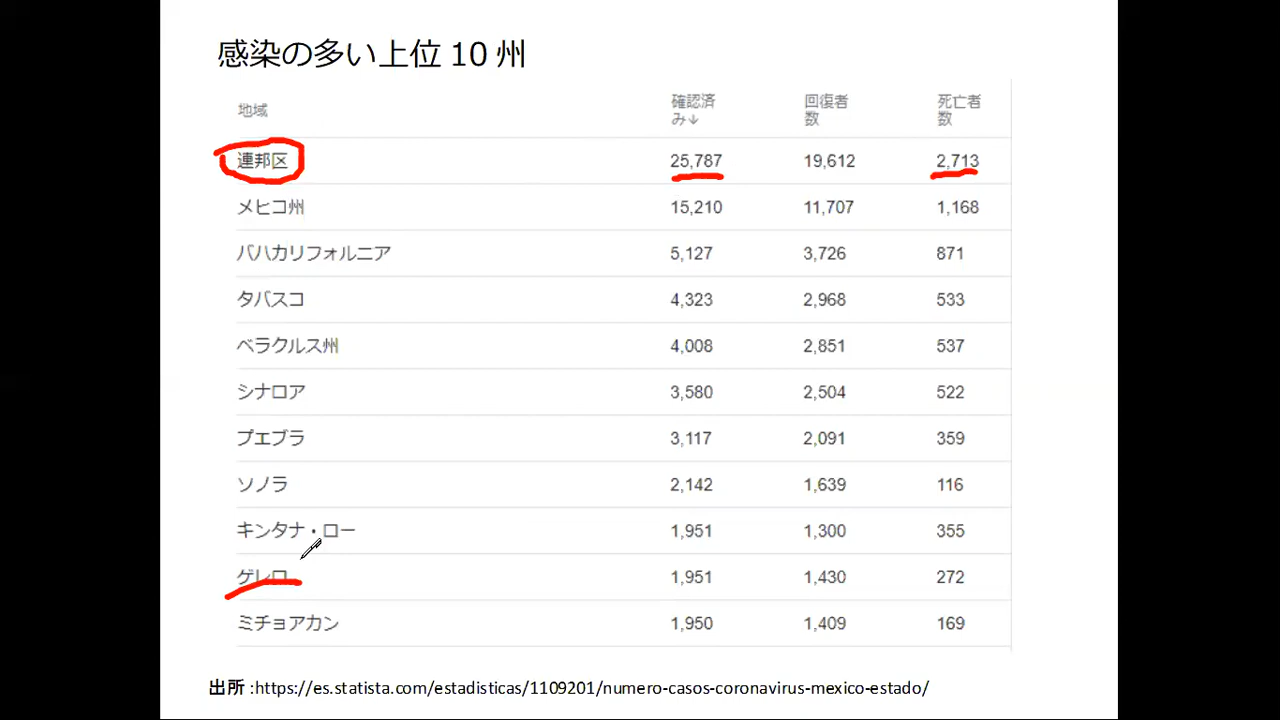 感染の多い上位 10 州
地域 確認済み↓ 回復者数 死亡者数
連邦区 25,787 19,612 2,713
メヒコ州 15,210 11,707 1,168
バハカリフォルニア 5,127 3,726 871
タバスコ 4,323 2,968 533
ベラクルス州 4,008 2,851 537
シナロア 3,580 2,504 522
プエブラ 3,117 2,091 359
ソノラ 2,142 1,639 116
キンタナ・ロー 1,951 1,300 355
ゲレロ 1,951 1,430 272
ミチョアカン 1,950 1,409 169
出所 :https://es.statista.com/estadisticas/1109201/numero-casos-coronavirus-mexico-estado/